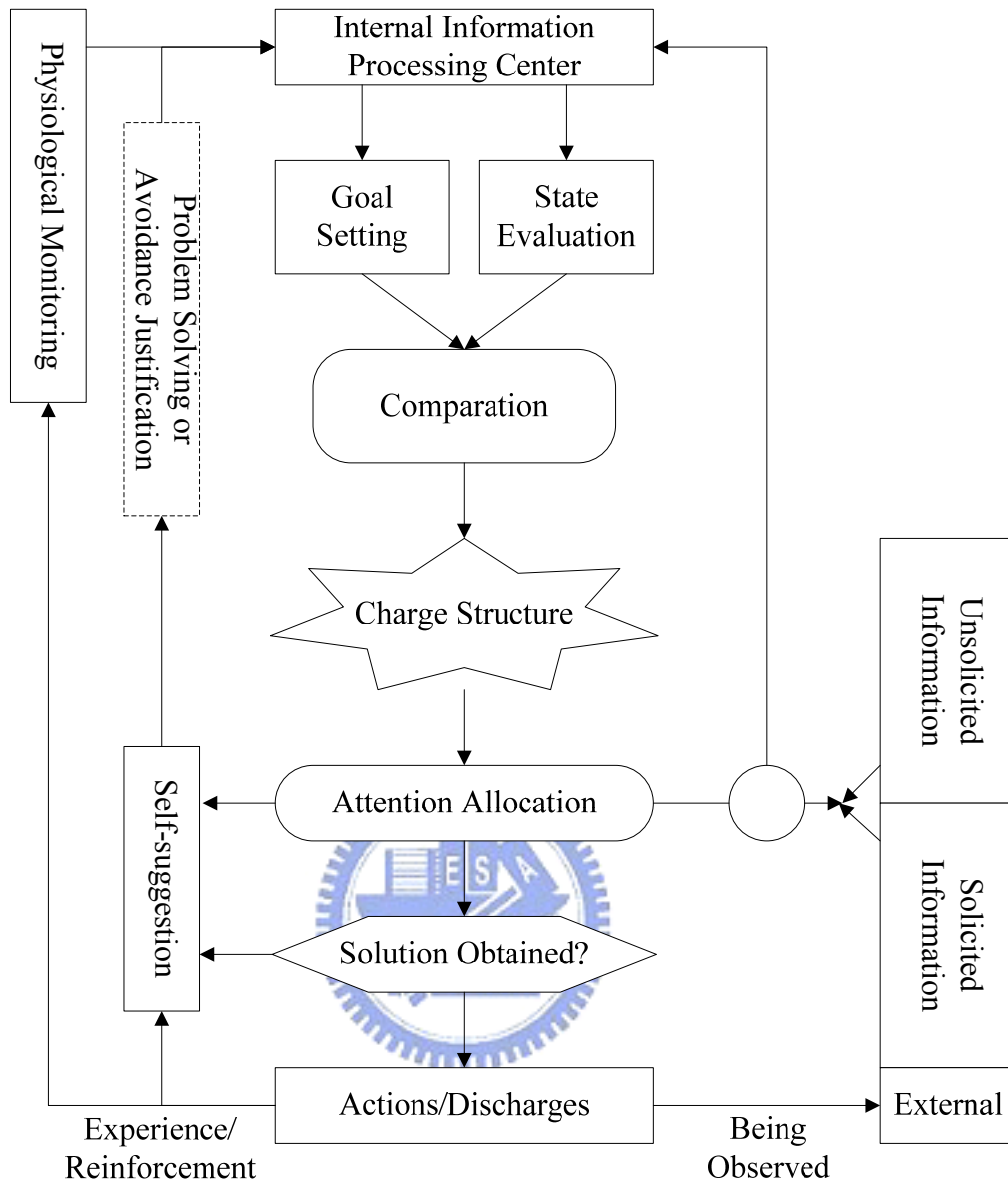 Internal Information
Processing Center
Physiological Monitoring
Problem Solving or
Avoidance Justification
Goal
Setting
State
Evaluation
Comparation
Charge Structure
Unsolicited
Information
Attention Allocation
Self-suggestion
E S A
Solution Obtained?
Solicited
Information
Actions/Discharges
External
Experience/
Reinforcement
Being
Observed